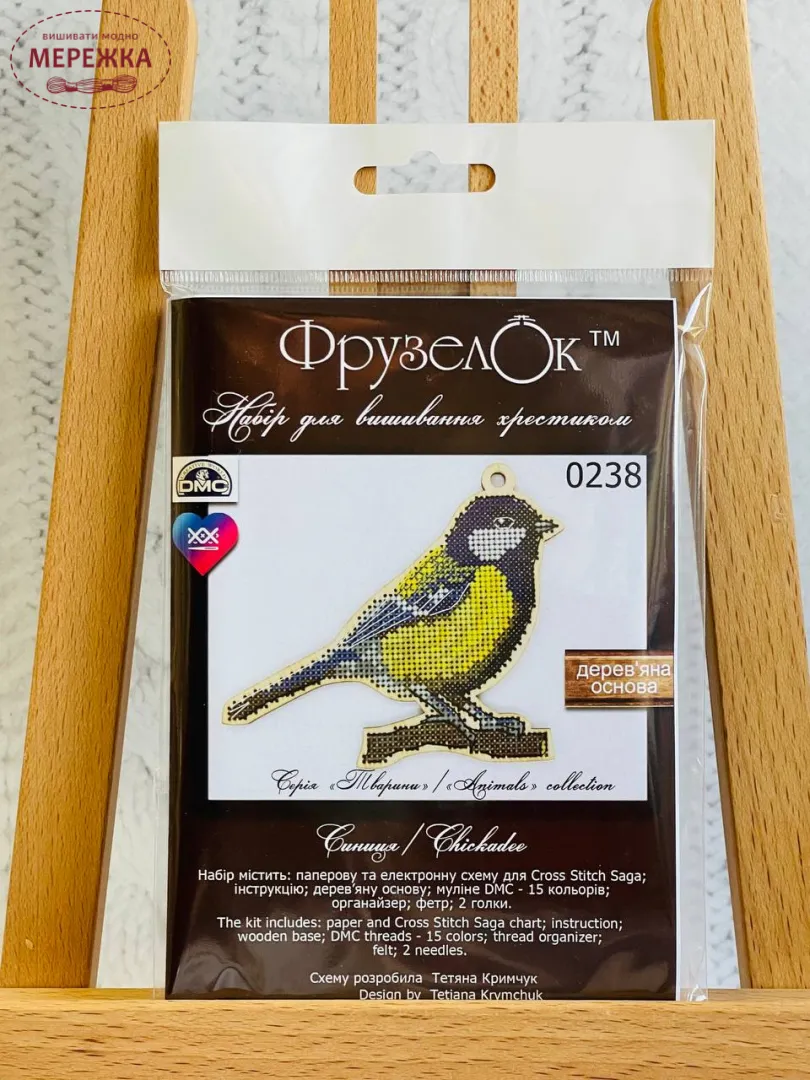 вишивати модно
МЕРЕЖКА
ФрузелОк™
Набір для вишивання хрестиком
DMC
0238
дерев'яна
основа
Серія «Тварини» / «Animals» collection
Синиця / Chickadee
Набір містить: паперову та електронну схему для Cross Stitch Saga;
інструкцію; дерев'яну основу; муліне DMC - 15 кольорів;
органайзер; фетр; 2 голки.
The kit includes: paper and Cross Stitch Saga chart; instruction;
wooden base; DMC threads - 15 colors; thread organizer;
felt; 2 needles.
Схему розробила Тетяна Кримчук
Design by Tetiana Krymchuk